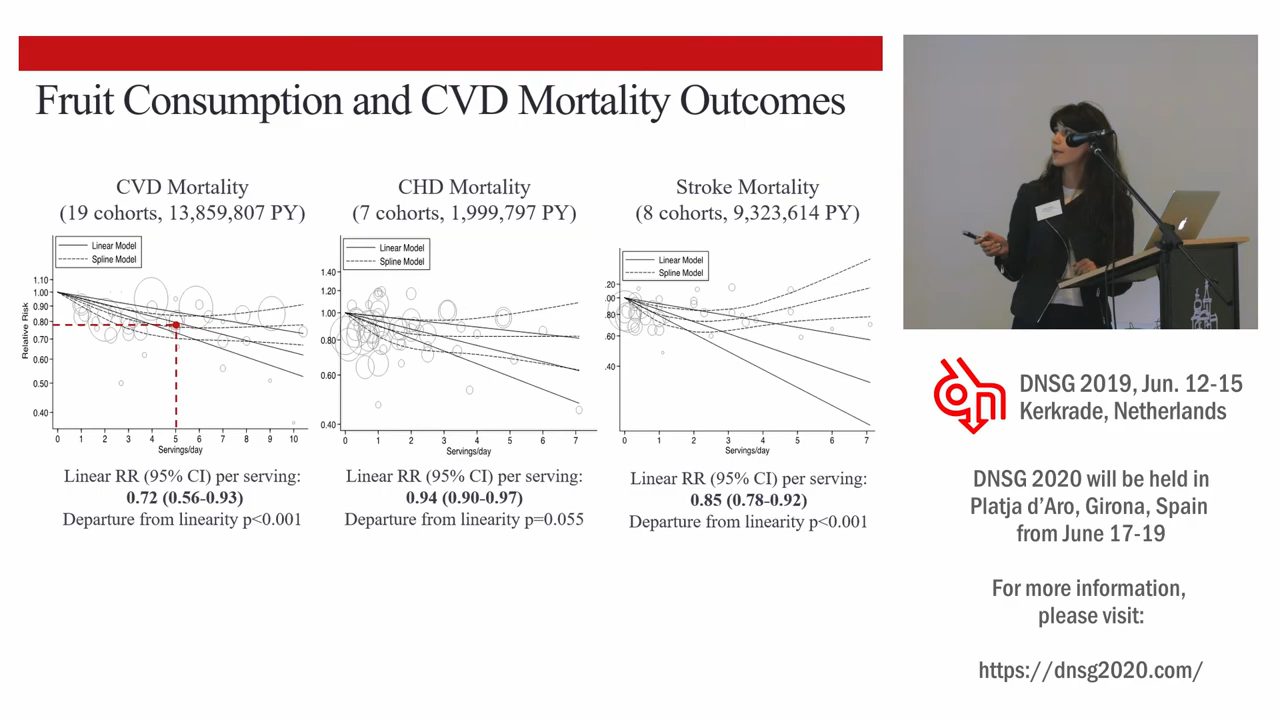 Fruit Consumption and CVD Mortality Outcomes
CVD Mortality
(19 cohorts, 13,859,807 PY)
Linear Model
Spline Model
Relative Risk
1.10
1.00
0.90
0.80
0.70
0.60
0.50
0.40
0 1 2 3 4 5 6 7 8 9 10
Servings/day
Linear RR (95% CI) per serving:
0.72 (0.56-0.93)
Departure from linearity p<0.001
CHD Mortality
(7 cohorts, 1,999,797 PY)
Linear Model
Spline Model
1.40
1.20
1.00
0.80
0.60
0.40
0 1 2 3 4 5 6 7
Servings/day
Linear RR (95% CI) per serving:
0.94 (0.90-0.97)
Departure from linearity p=0.055
Stroke Mortality
(8 cohorts, 9,323,614 PY)
Linear Model
Spline Model
.20
.00
.80
.60
.40
0 1 2 3 4 5 6 7
Servings/day
Linear RR (95% CI) per serving:
0.85 (0.78-0.92)
Departure from linearity p<0.001
DNSG 2019, Jun. 12-15
Kerkrade, Netherlands
DNSG 2020 will be held in
Platja d’Aro, Girona, Spain
from June 17-19
For more information,
please visit:
https://dnsg2020.com/